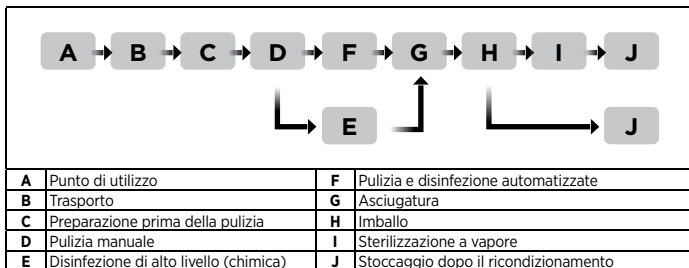 A B C D F G H I J
E J
A Punto di utilizzo F Pulizia e disinfezione automatizzate
B Trasporto G Asciugatura
C Preparazione prima della pulizia H Imballo
D Pulizia manuale I Sterilizzazione a vapore
E Disinfezione di alto livello (chimica) J Stoccaggio dopo il ricondizionamento